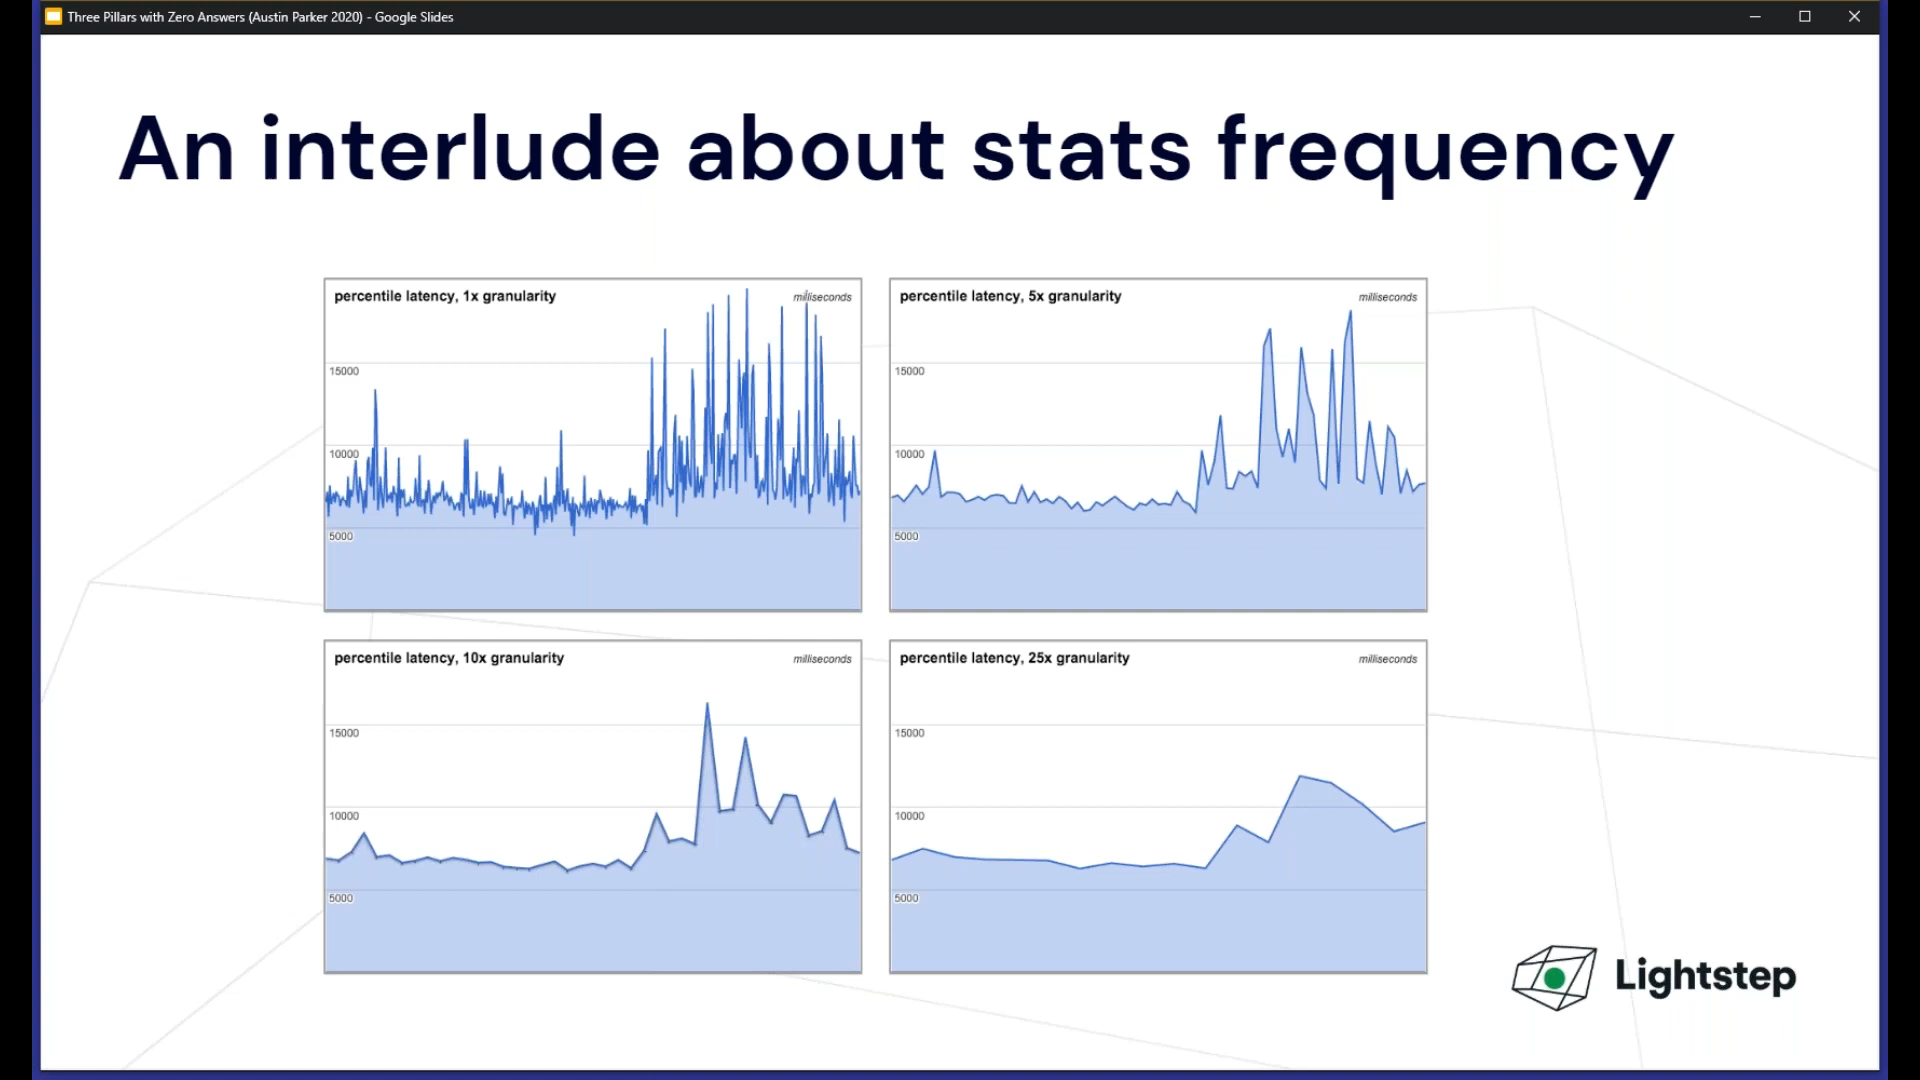 Three Pillars with Zero Answers (Austin Parker 2020) - Google Slides
An interlude about stats frequency
percentile latency, 1x granularity
milliseconds
15000
10000
5000
percentile latency, 5x granularity
milliseconds
15000
10000
5000
percentile latency, 10x granularity
milliseconds
15000
10000
5000
percentile latency, 25x granularity
milliseconds
15000
10000
5000
Lightstep